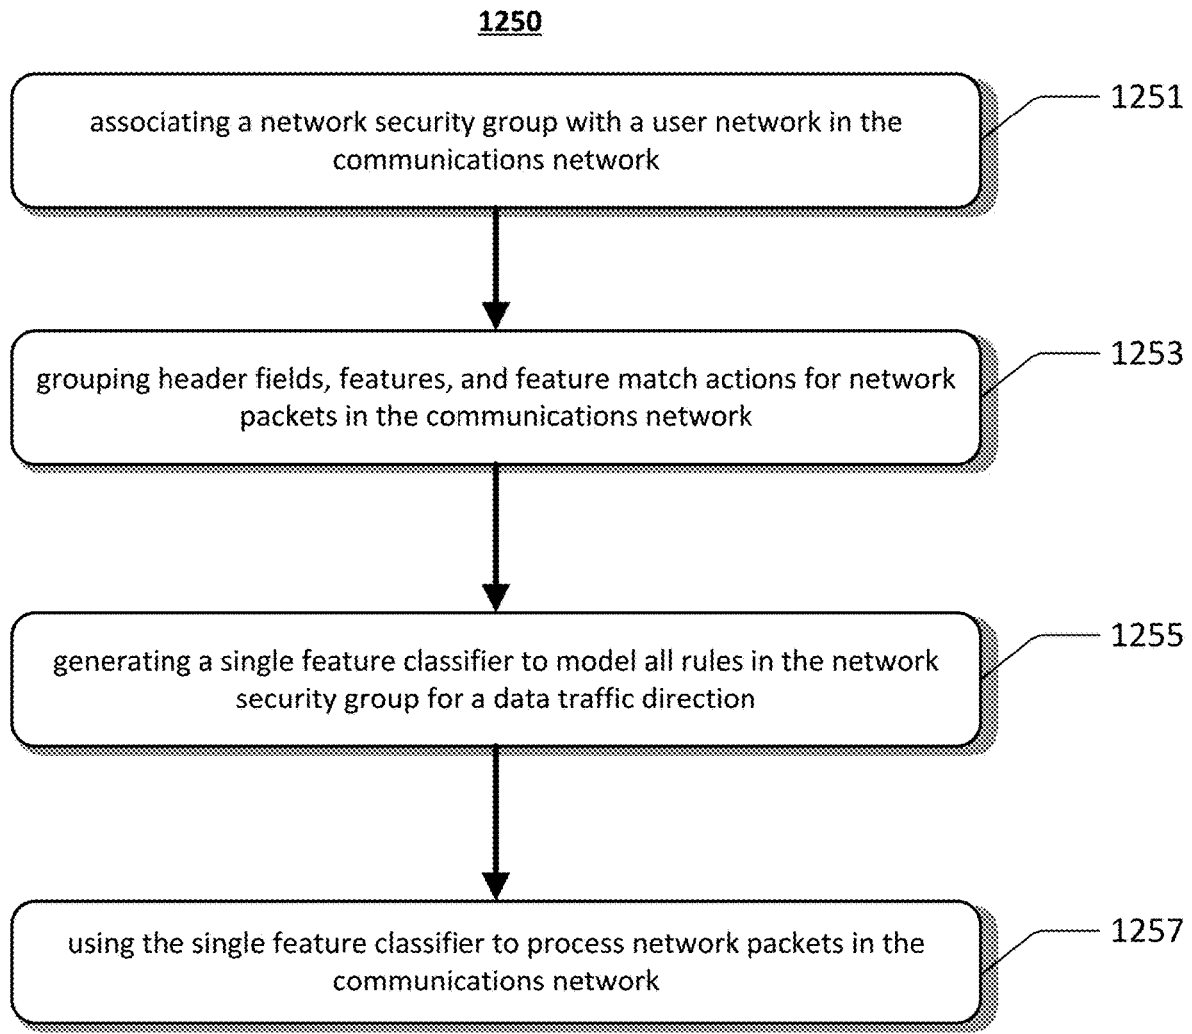 1250
associating a network security group with a user network in the
communications network
1251
grouping header fields, features, and feature match actions for network
packets in the communications network
1253
generating a single feature classifier to model all rules in the network
security group for a data traffic direction
1255
using the single feature classifier to process network packets in the
communications network
1257